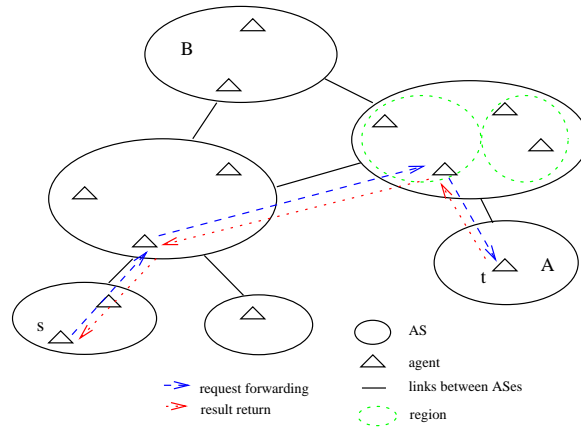 B
A
t
s
AS
agent
request forwarding
links between ASes
result return
region